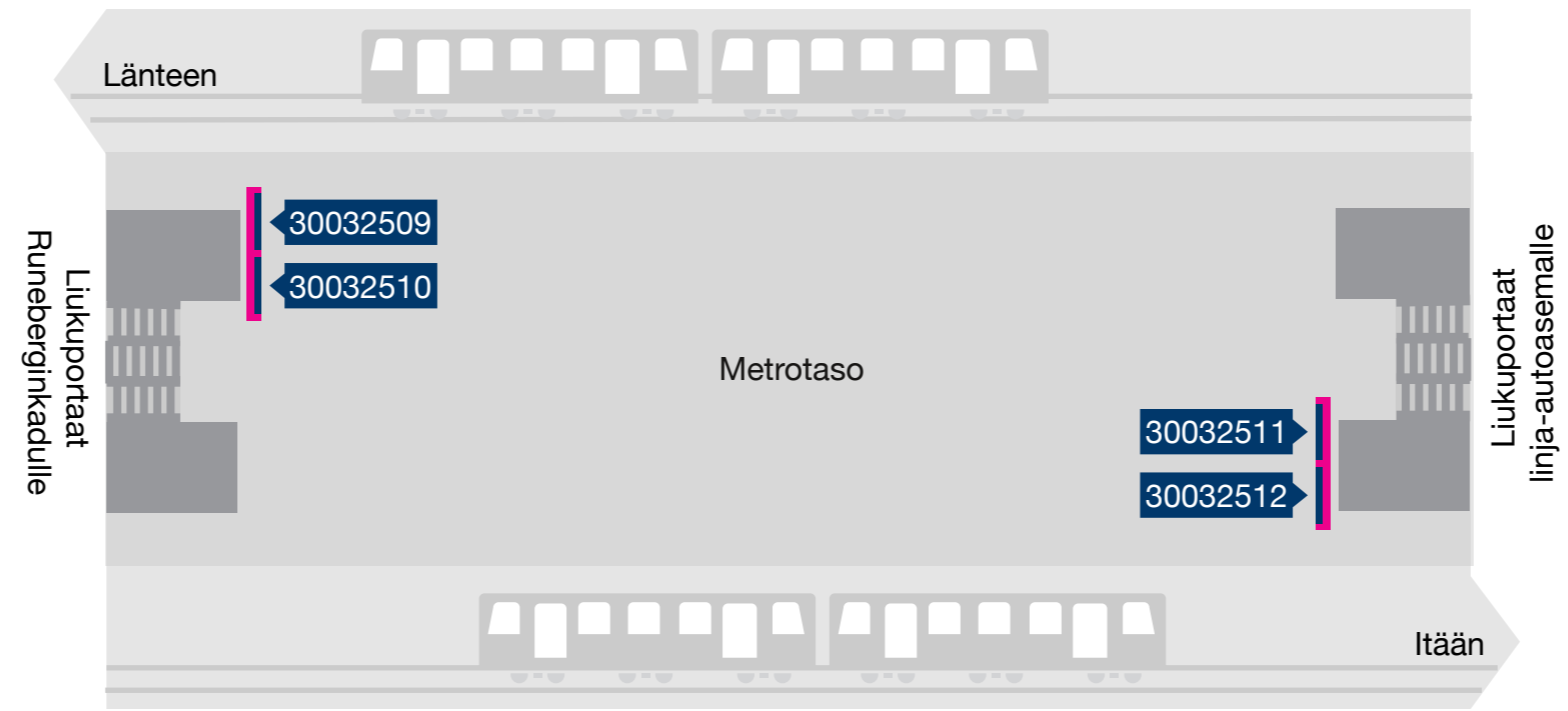 Länteen
30032509
30032510
Liukuportaat
Runeberginkadulle
Metrotaso
30032511
30032512
Liukuportaat
linja-autoasemalle
Itään